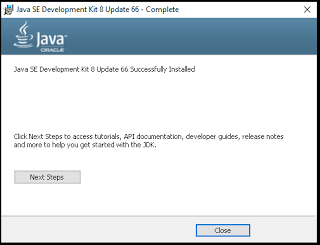 Java SE Development Kit 8 Update 66 - Complete
Java™
ORACLE
Java SE Development Kit 8 Update 66 Successfully Installed
Click Next Steps to access tutorials, API documentation, developer guides, release notes
and more to help you get started with the JDK.
Next Steps
Close